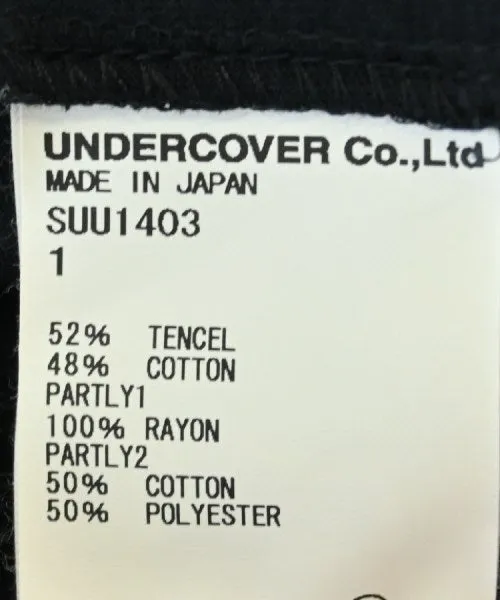 UNDERCOVER Co.,Ltd
MADE IN JAPAN
SUU1403
1
52% TENCEL
48% COTTON
PARTLY1
100% RAYON
PARTLY2
50% COTTON
50% POLYESTER